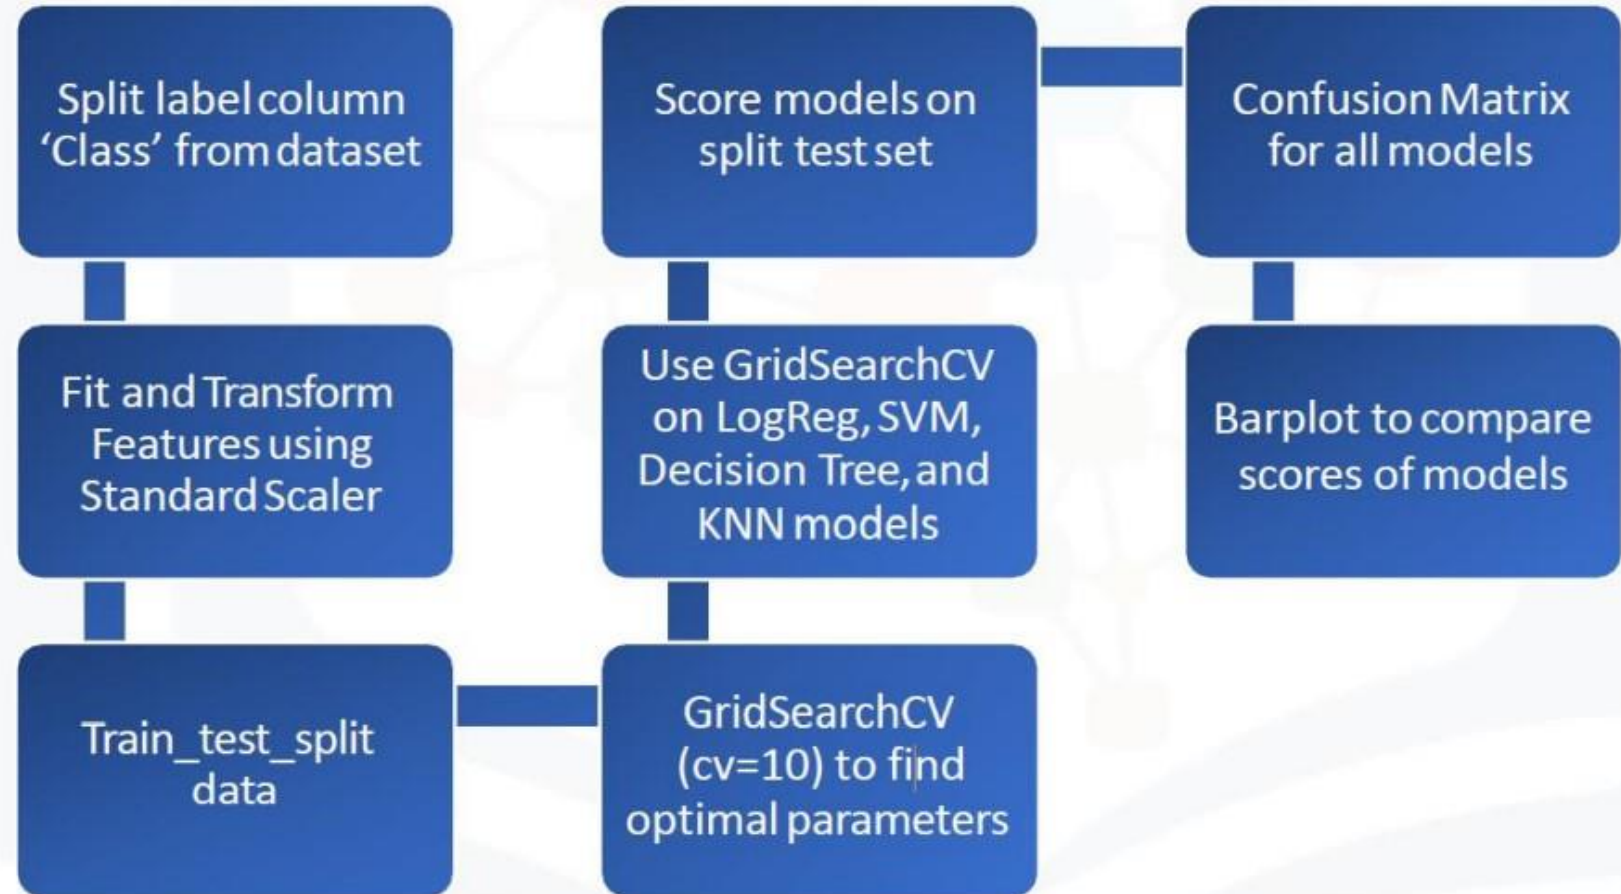 Split label column
‘Class’ from dataset
Fit and Transform
Features using
Standard Scaler
Train_test_split
data
GridSearchCV
(cv=10) to find
optimal parameters
Use GridSearchCV
on LogReg, SVM,
Decision Tree, and
KNN models
Score models on
split test set
Confusion Matrix
for all models
Barplot to compare
scores of models